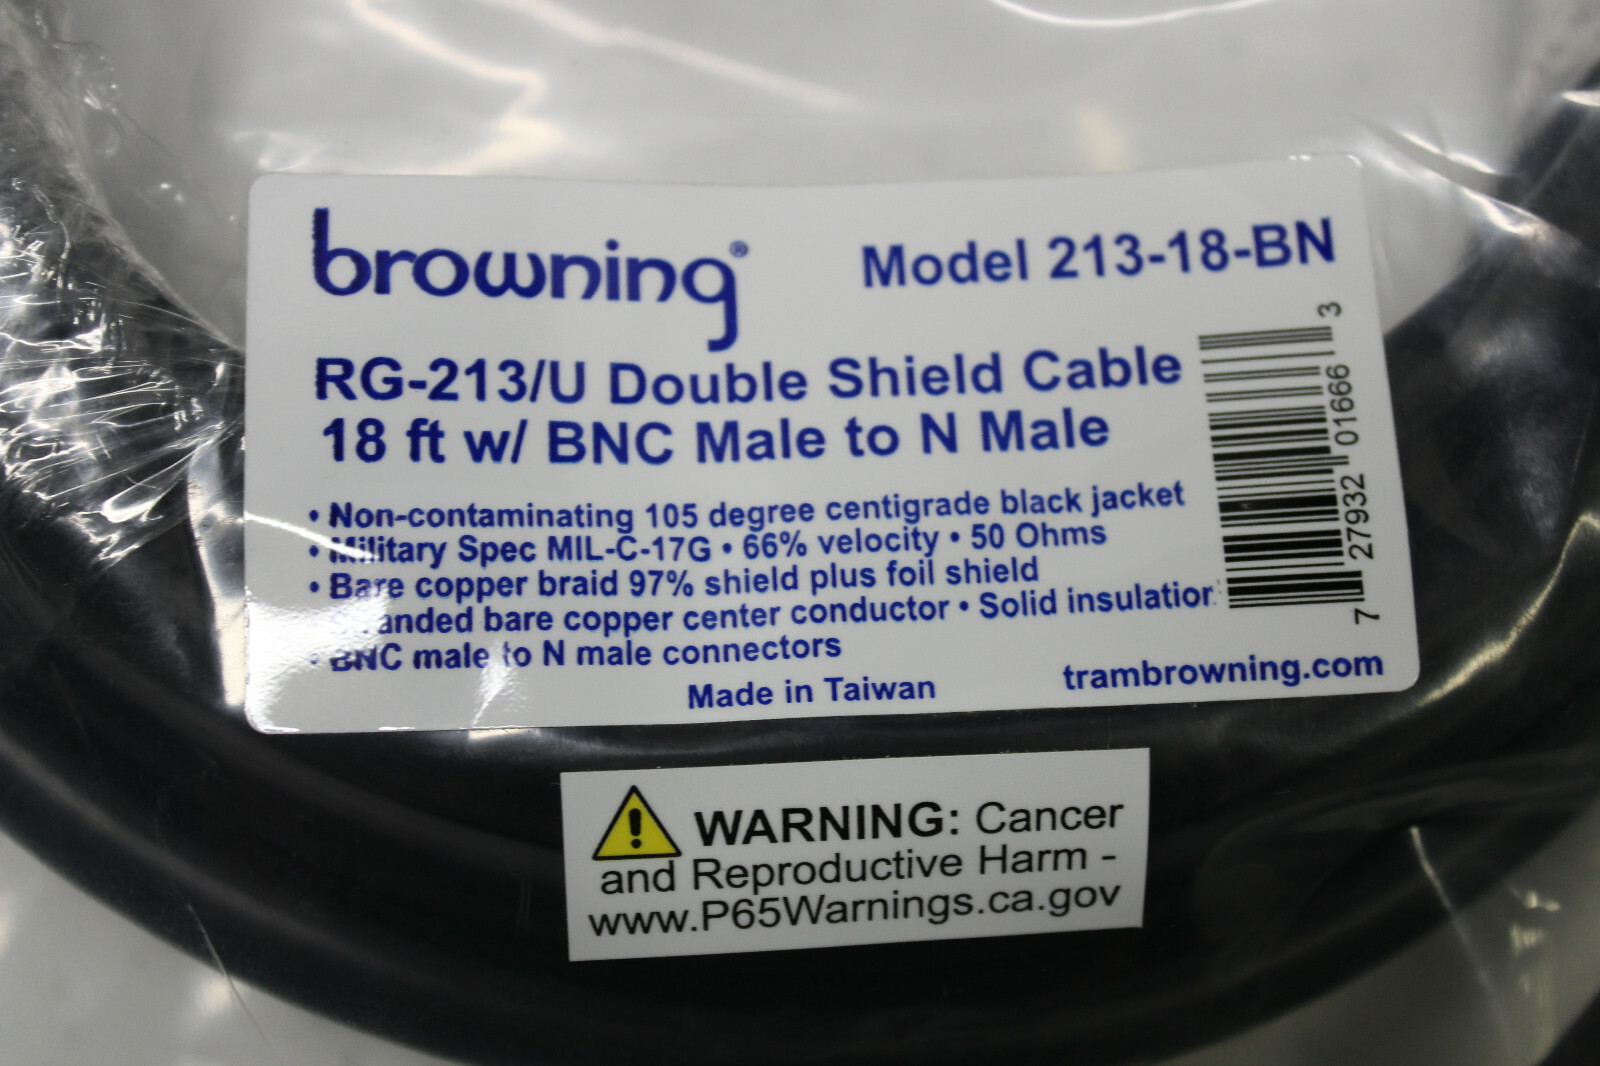 browning®
Model 213-18-BN
RG-213/U Double Shield Cable
18 ft w/ BNC Male to N Male
• Non-contaminating 105 degree centigrade black jacket
• Military Spec MIL-C-17G • 66% velocity • 50 Ohms
• Bare copper braid 97% shield plus foil shield
Stranded bare copper center conductor • Solid insulation
• BNC male to N male connectors
Made in Taiwan
trambrowning.com
7 27932 01666 3
WARNING: Cancer
and Reproductive Harm -
www.P65Warnings.ca.gov